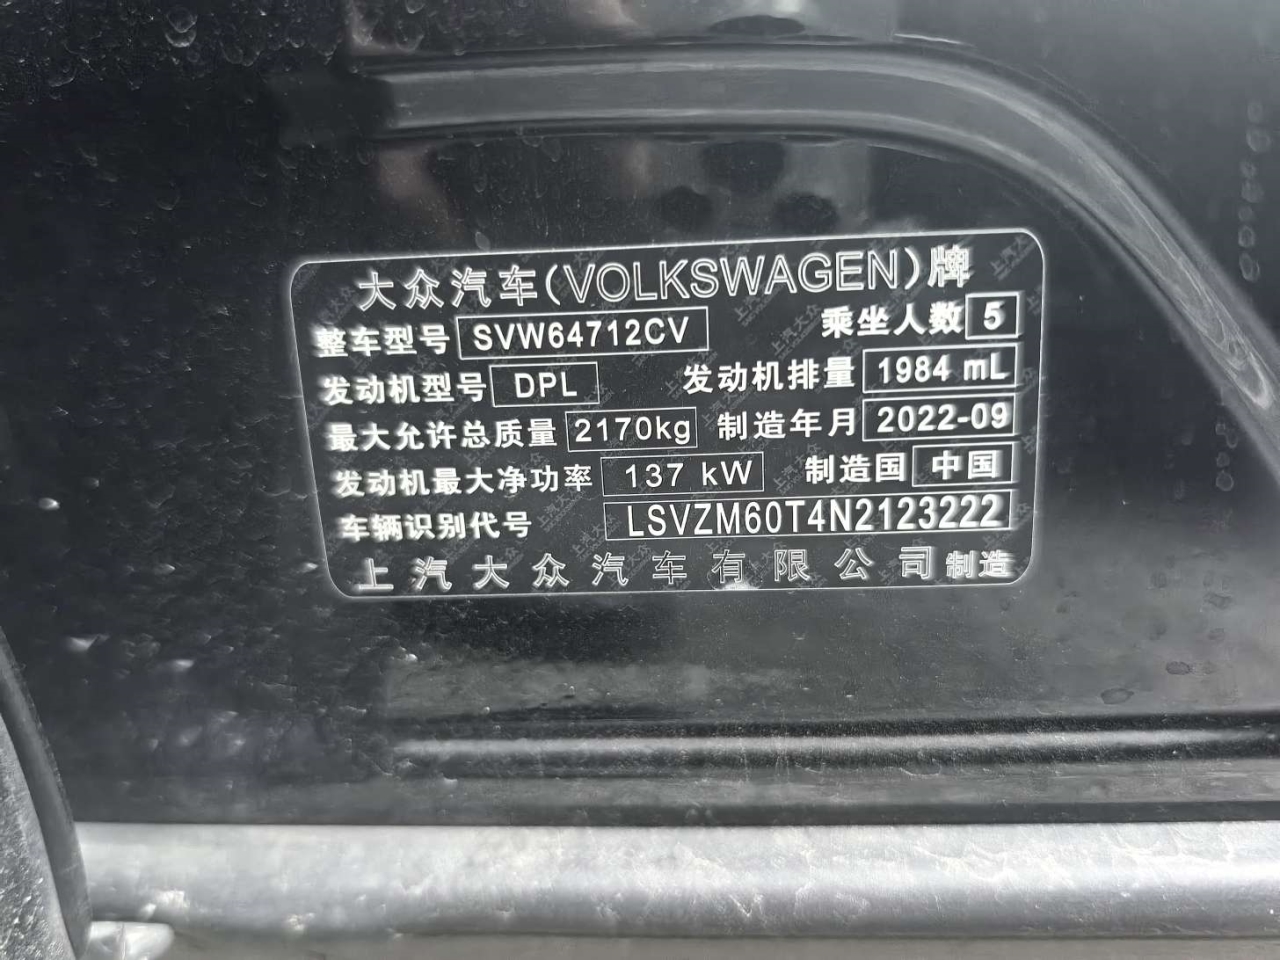 大众汽车(VOLKSWAGEN)牌
整车型号 SVW64712CV 乘坐人数 5
发动机型号 DPL 发动机排量 1984 mL
最大允许总质量 2170kg 制造年月 2022-09
发动机最大净功率 137 kW 制造国 中国
车辆识别代号 LSVZM60T4N2123222
上汽大众汽车有限公司制造